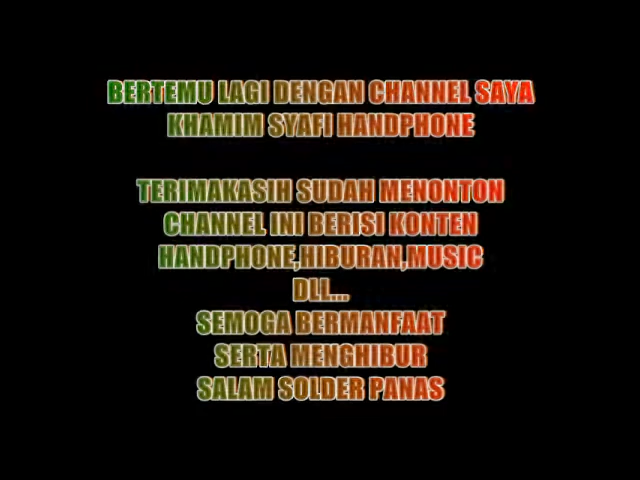 BERTEMU LAGI DENGAN CHANNEL SAYA
KHAMIM SYAFI HANDPHONE
TERIMAKASIH SUDAH MENONTON
CHANNEL INI BERISI KONTEN
HANDPHONE,HIBURAN,MUSIC
DLL...
SEMOGA BERMANFAAT
SERTA MENGHIBUR
SALAM SOLDER PANAS